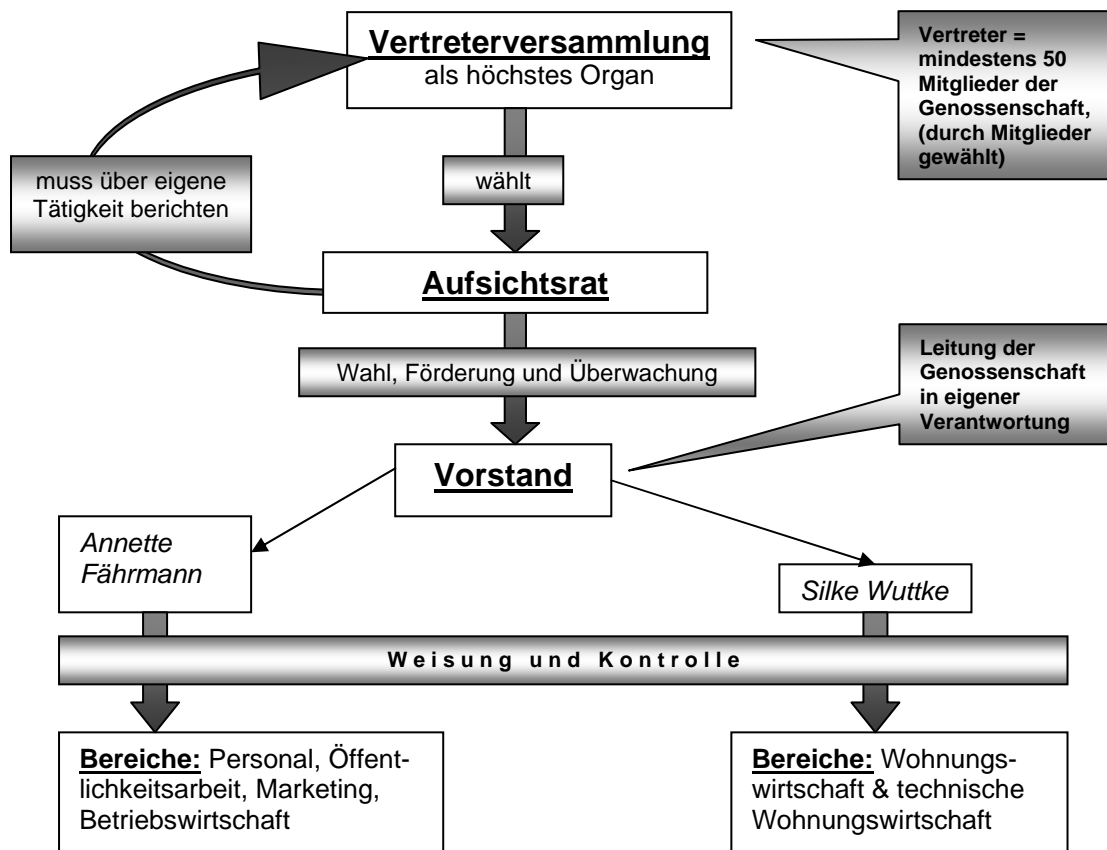 Vertreterversammlung
als höchstes Organ
Vertreter =
mindestens 50
Mitglieder der
Genossenschaft,
(durch Mitglieder
gewählt)
muss über eigene
Tätigkeit berichten
wählt
Aufsichtsrat
Wahl, Förderung und Überwachung
Leitung der
Genossenschaft
in eigener
Verantwortung
Vorstand
Annette
Fährmann
Silke Wuttke
Weisung und Kontrolle
Bereiche: Personal, Öffent-
lichkeitsarbeit, Marketing,
Betriebswirtschaft
Bereiche: Wohnungs-
wirtschaft & technische
Wohnungswirtschaft